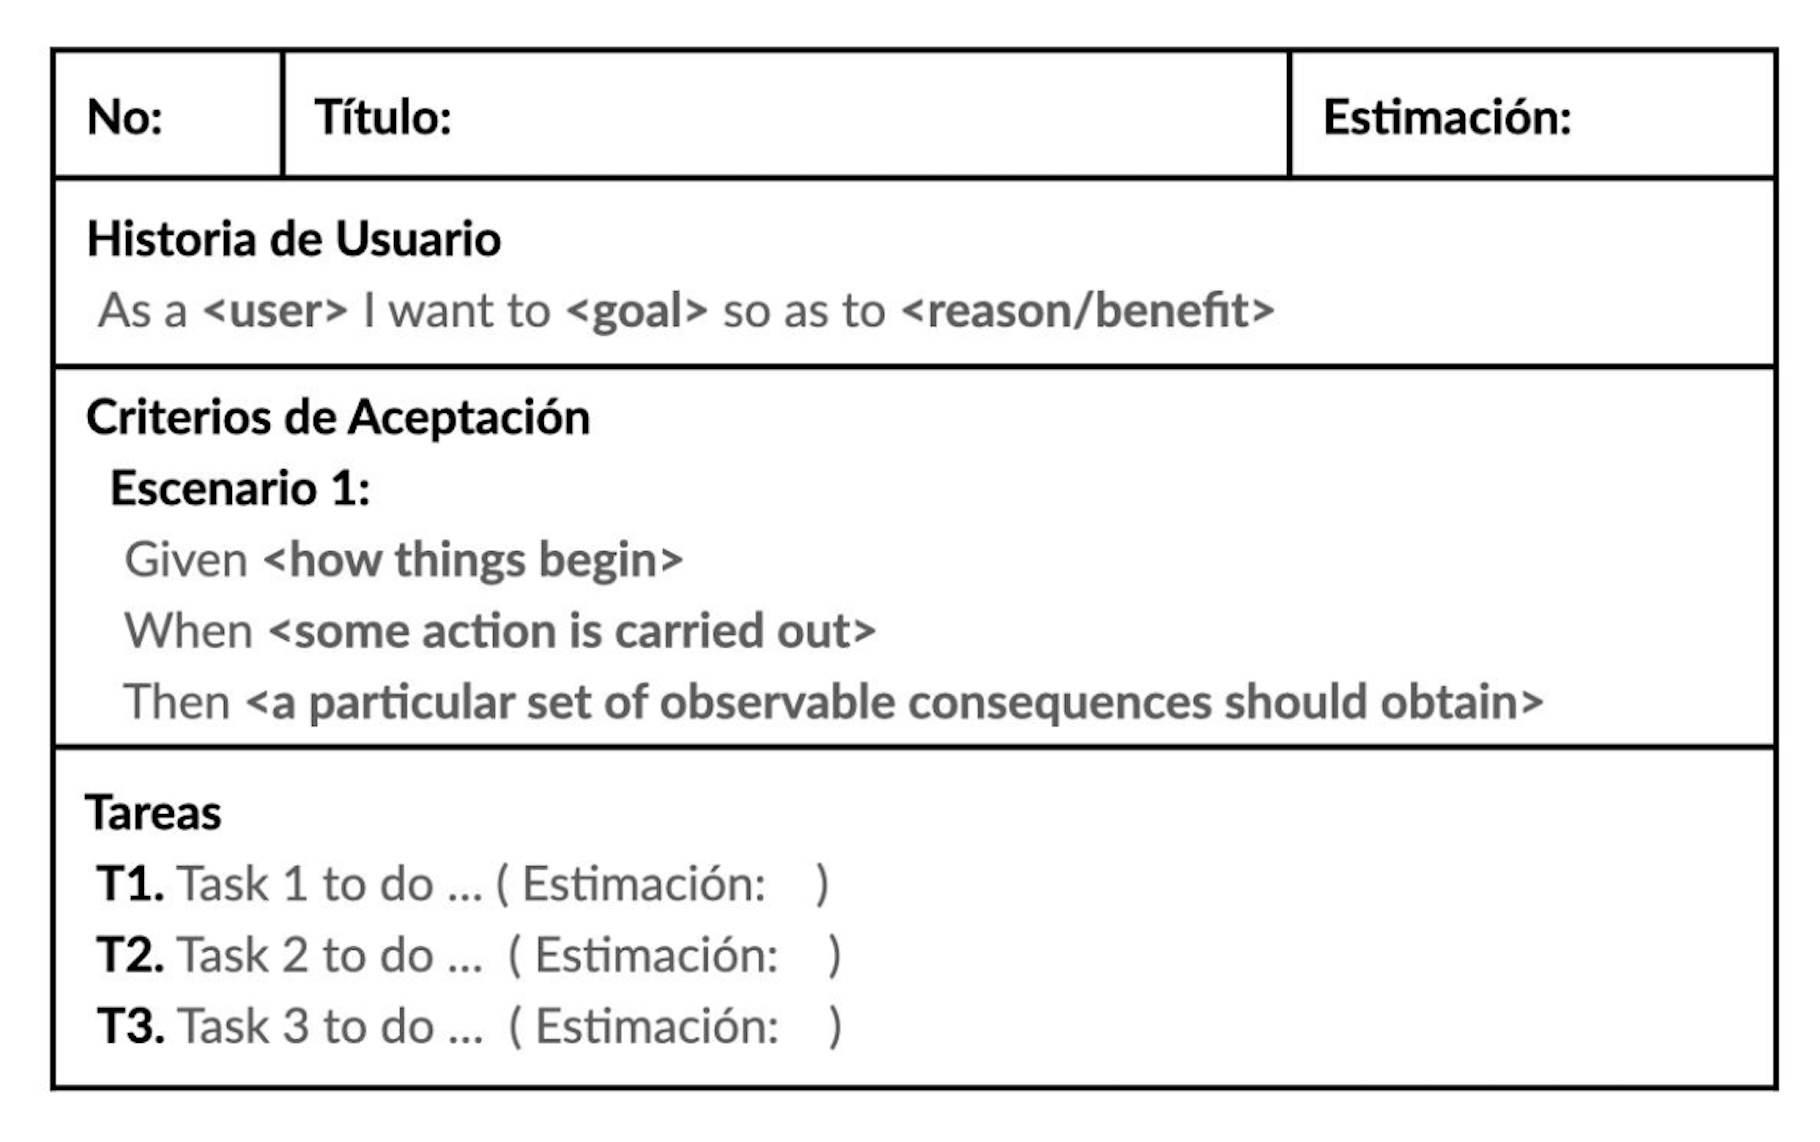 No:
Título:
Estimación:
Historia de Usuario
As a <user> I want to <goal> so as to <reason/benefit>
Criterios de Aceptación
Escenario 1:
Given <how things begin>
When <some action is carried out>
Then <a particular set of observable consequences should obtain>
Tareas
T1. Task 1 to do ... ( Estimación: )
T2. Task 2 to do ... ( Estimación: )
T3. Task 3 to do ... ( Estimación: )